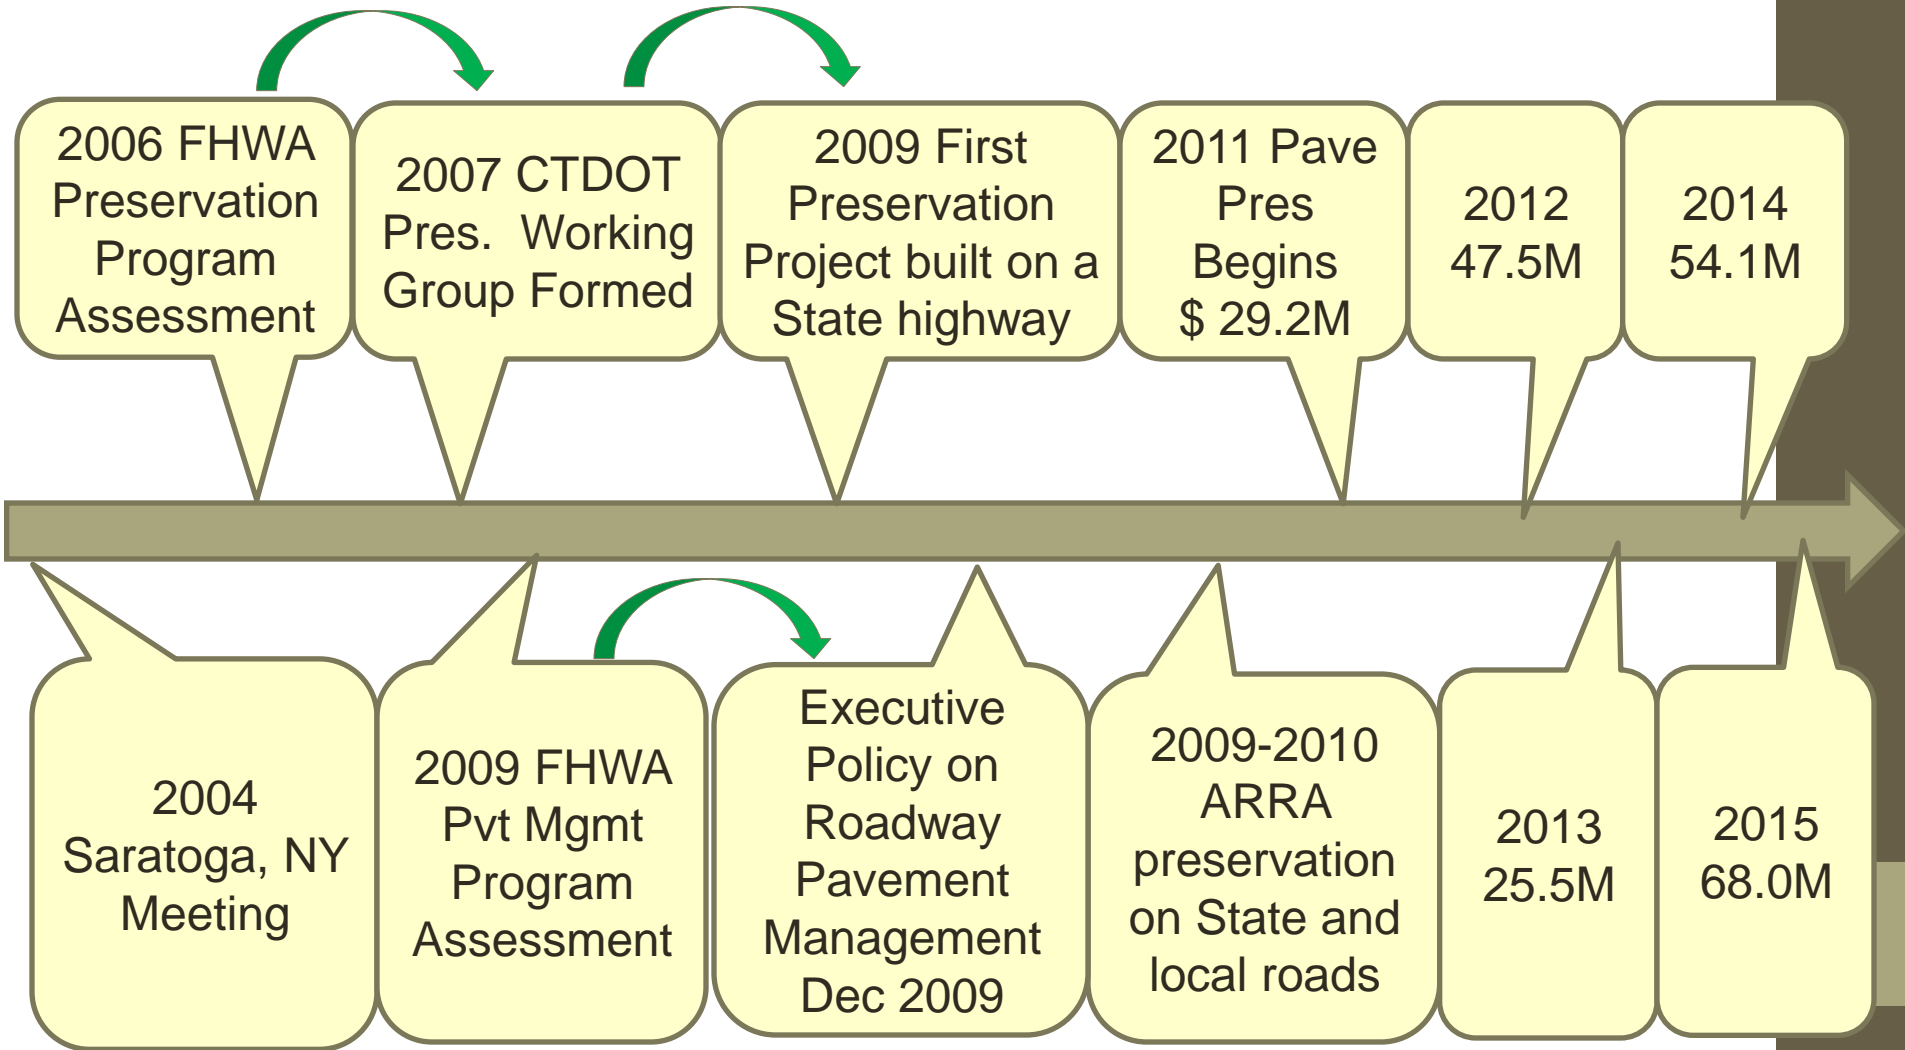 2006 FHWA
Preservation
Program
Assessment
2007 CTDOT
Pres. Working
Group Formed
2009 First
Preservation
Project built on a
State highway
2011 Pave
Pres
Begins
$ 29.2M
2012
47.5M
2014
54.1M
2004
Saratoga, NY
Meeting
2009 FHWA
Pvt Mgmt
Program
Assessment
Executive
Policy on
Roadway
Pavement
Management
Dec 2009
2009-2010
ARRA
preservation
on State and
local roads
2013
25.5M
2015
68.0M